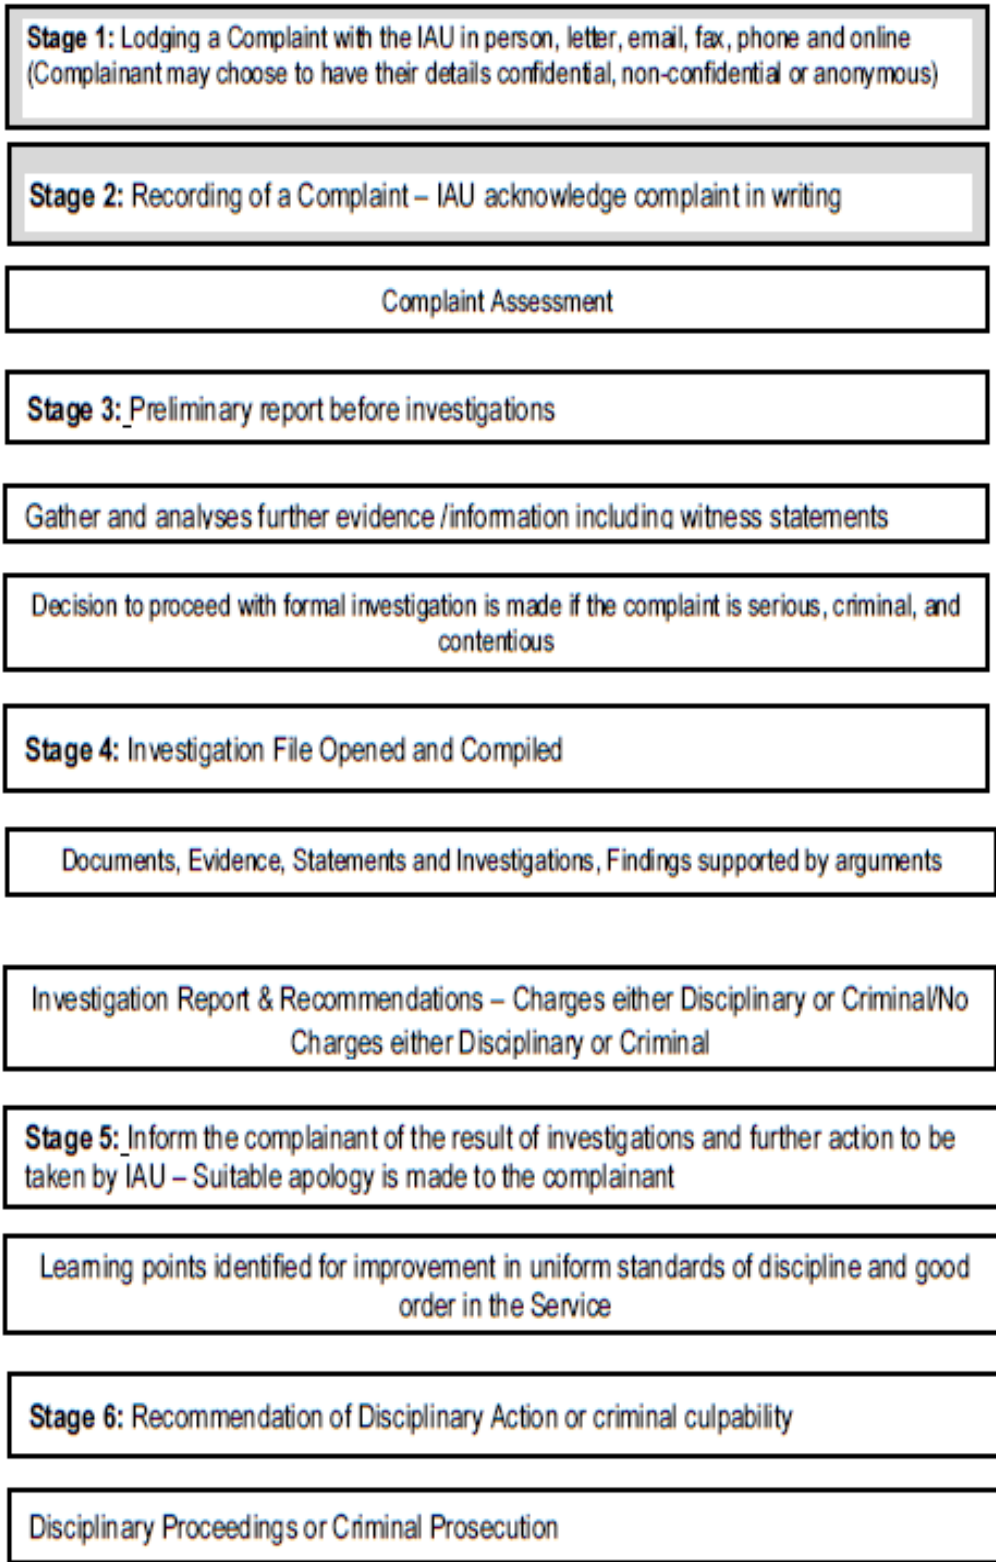 Stage 1: Lodging a Complaint with the IAU in person, letter, email, fax, phone and online
(Complainant may choose to have their details confidential, non-confidential or anonymous)
Stage 2: Recording of a Complaint – IAU acknowledge complaint in writing
Complaint Assessment
Stage 3: Preliminary report before investigations
Gather and analyses further evidence /information including witness statements
Decision to proceed with formal investigation is made if the complaint is serious, criminal, and
contentious
Stage 4: Investigation File Opened and Compiled
Documents, Evidence, Statements and Investigations, Findings supported by arguments
Investigation Report & Recommendations – Charges either Disciplinary or Criminal/No
Charges either Disciplinary or Criminal
Stage 5: Inform the complainant of the result of investigations and further action to be
taken by IAU – Suitable apology is made to the complainant
Learning points identified for improvement in uniform standards of discipline and good
order in the Service
Stage 6: Recommendation of Disciplinary Action or criminal culpability
Disciplinary Proceedings or Criminal Prosecution